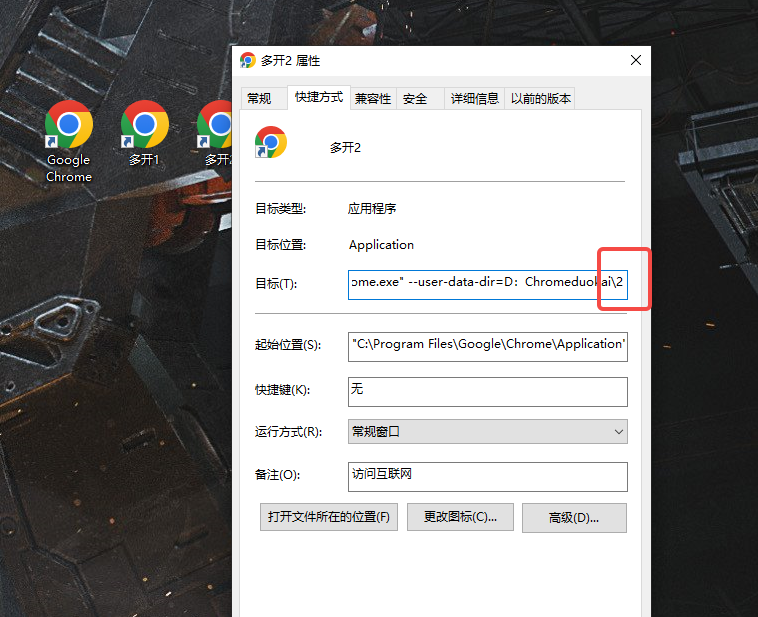 多开2 属性
常规
快捷方式
兼容性
安全
详细信息
以前的版本
Google
Chrome
多开1
多开2
多开2
目标类型:
应用程序
目标位置:
Application
目标(T):
ome.exe" --user-data-dir=D：Chromeduokai\2
起始位置(S):
"C:\Program Files\Google\Chrome\Application"
快捷键(K):
无
运行方式(R):
常规窗口
备注(O):
访问互联网
打开文件所在的位置(F)
更改图标(C)...
高级(D)...